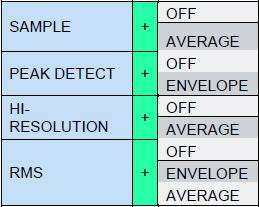 SAMPLE + OFF
AVERAGE
PEAK DETECT + OFF
ENVELOPE
HI-
RESOLUTION + OFF
AVERAGE
RMS + OFF
ENVELOPE
AVERAGE